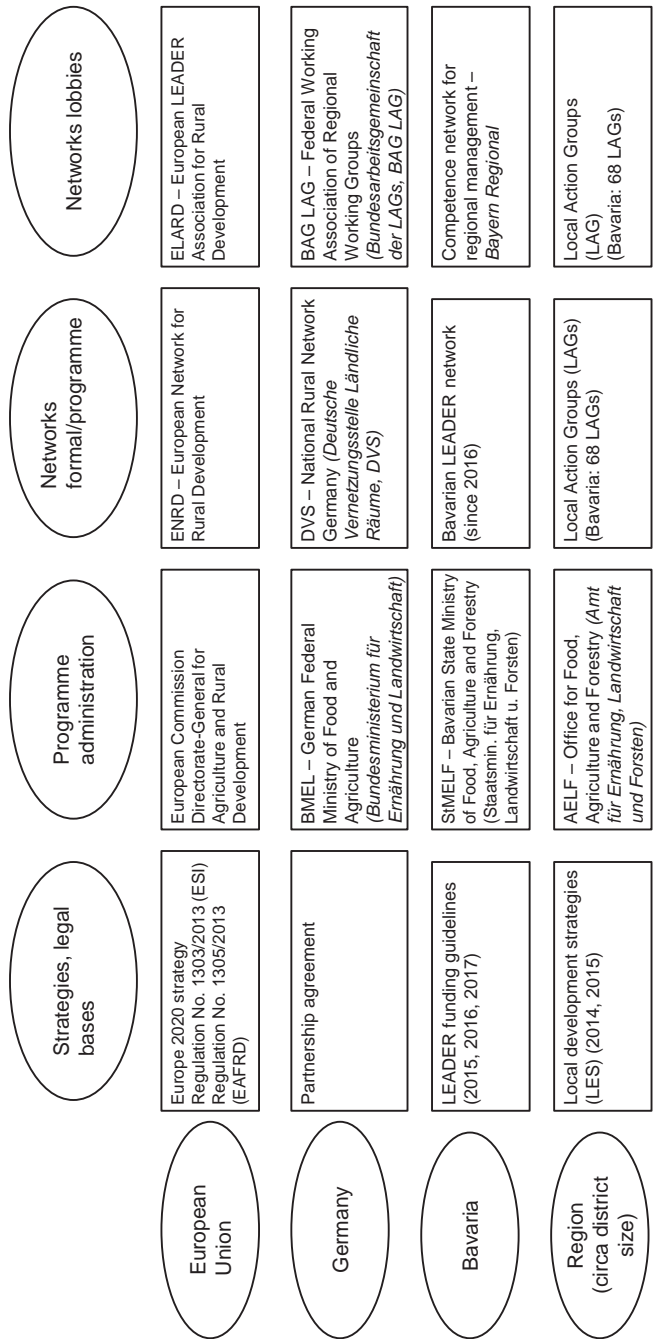 Strategies, legal
bases
Programme
administration
Networks
formal/programme
Networks lobbies
European
Union
Europe 2020 strategy
Regulation No. 1303/2013 (ESI)
Regulation No. 1305/2013
(EAFRD)
European Commission
Directorate-General for
Agriculture and Rural
Development
ENRD – European Network for
Rural Development
ELARD – European LEADER
Association for Rural
Development
Germany
Partnership agreement
BMEL – German Federal
Ministry of Food and
Agriculture
(Bundesministerium für
Ernährung und Landwirtschaft)
DVS – National Rural Network
Germany (Deutsche
Vernetzungsstelle Ländliche
Räume, DVS)
BAG LAG – Federal Working
Association of Regional
Working Groups
(Bundesarbeitsgemeinschaft
der LAGs, BAG LAG)
Bavaria
LEADER funding guidelines
(2015, 2016, 2017)
StMELF – Bavarian State Ministry
of Food, Agriculture and Forestry
(Staatsmin. für Ernährung,
Landwirtschaft u. Forsten)
Bavarian LEADER network
(since 2016)
Competence network for
regional management –
Bayern Regional
Region
(circa district
size)
Local development strategies
(LES) (2014, 2015)
AELF – Office for Food,
Agriculture and Forestry (Amt
für Ernährung, Landwirtschaft
und Forsten)
Local Action Groups (LAGs)
(Bavaria: 68 LAGs)
Local Action Groups
(LAG)
(Bavaria: 68 LAGs)